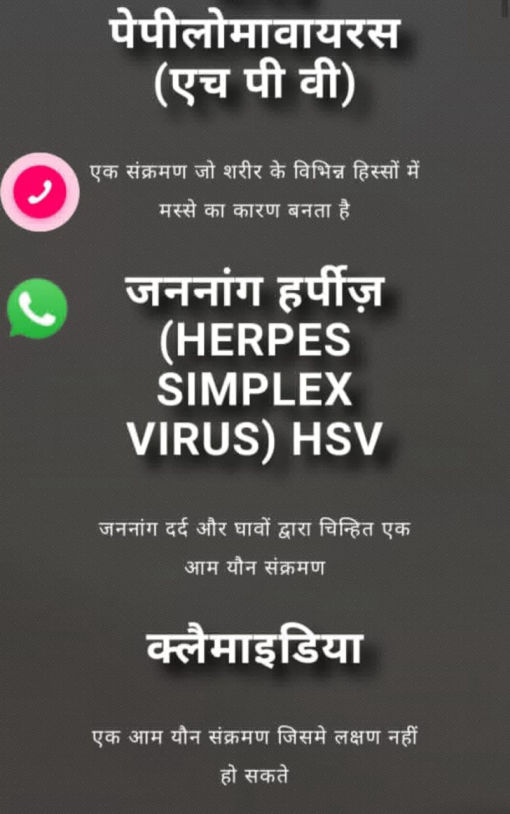 पेपीलोमावायरस
(एच पी वी)
एक संक्रमण जो शरीर के विभिन्न हिस्सों में
मस्से का कारण बनता है
जननांग हर्पीज़
(HERPES
SIMPLEX
VIRUS) HSV
जननांग दर्द और घावों द्वारा चिन्हित एक
आम यौन संक्रमण
क्लैमाइडिया
एक आम यौन संक्रमण जिसमे लक्षण नहीं
हो सकते